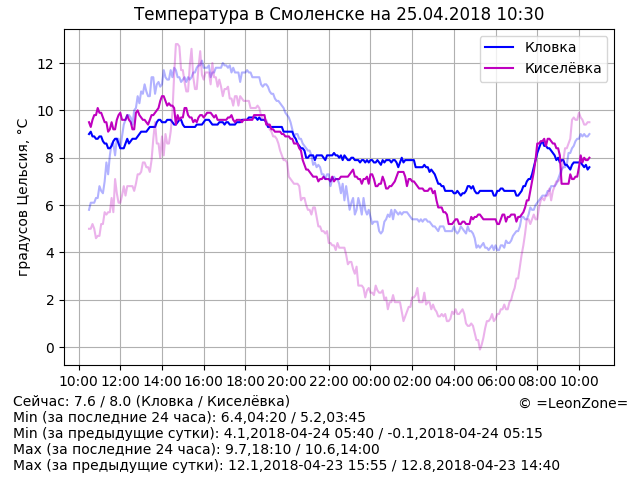 Температура в Смоленске на 25.04.2018 10:30
градусов Цельсия, °C
Кловка
Киселёвка
12
10
8
6
4
2
0
10:00 12:00 14:00 16:00 18:00 20:00 22:00 00:00 02:00 04:00 06:00 08:00 10:00
Сейчас: 7.6 / 8.0 (Кловка / Киселёвка)
© =LeonZone=
Min (за последние 24 часа): 6.4,04:20 / 5.2,03:45
Min (за предыдущие сутки): 4.1,2018-04-24 05:40 / -0.1,2018-04-24 05:15
Max (за последние 24 часа): 9.7,18:10 / 10.6,14:00
Max (за предыдущие сутки): 12.1,2018-04-23 15:55 / 12.8,2018-04-23 14:40